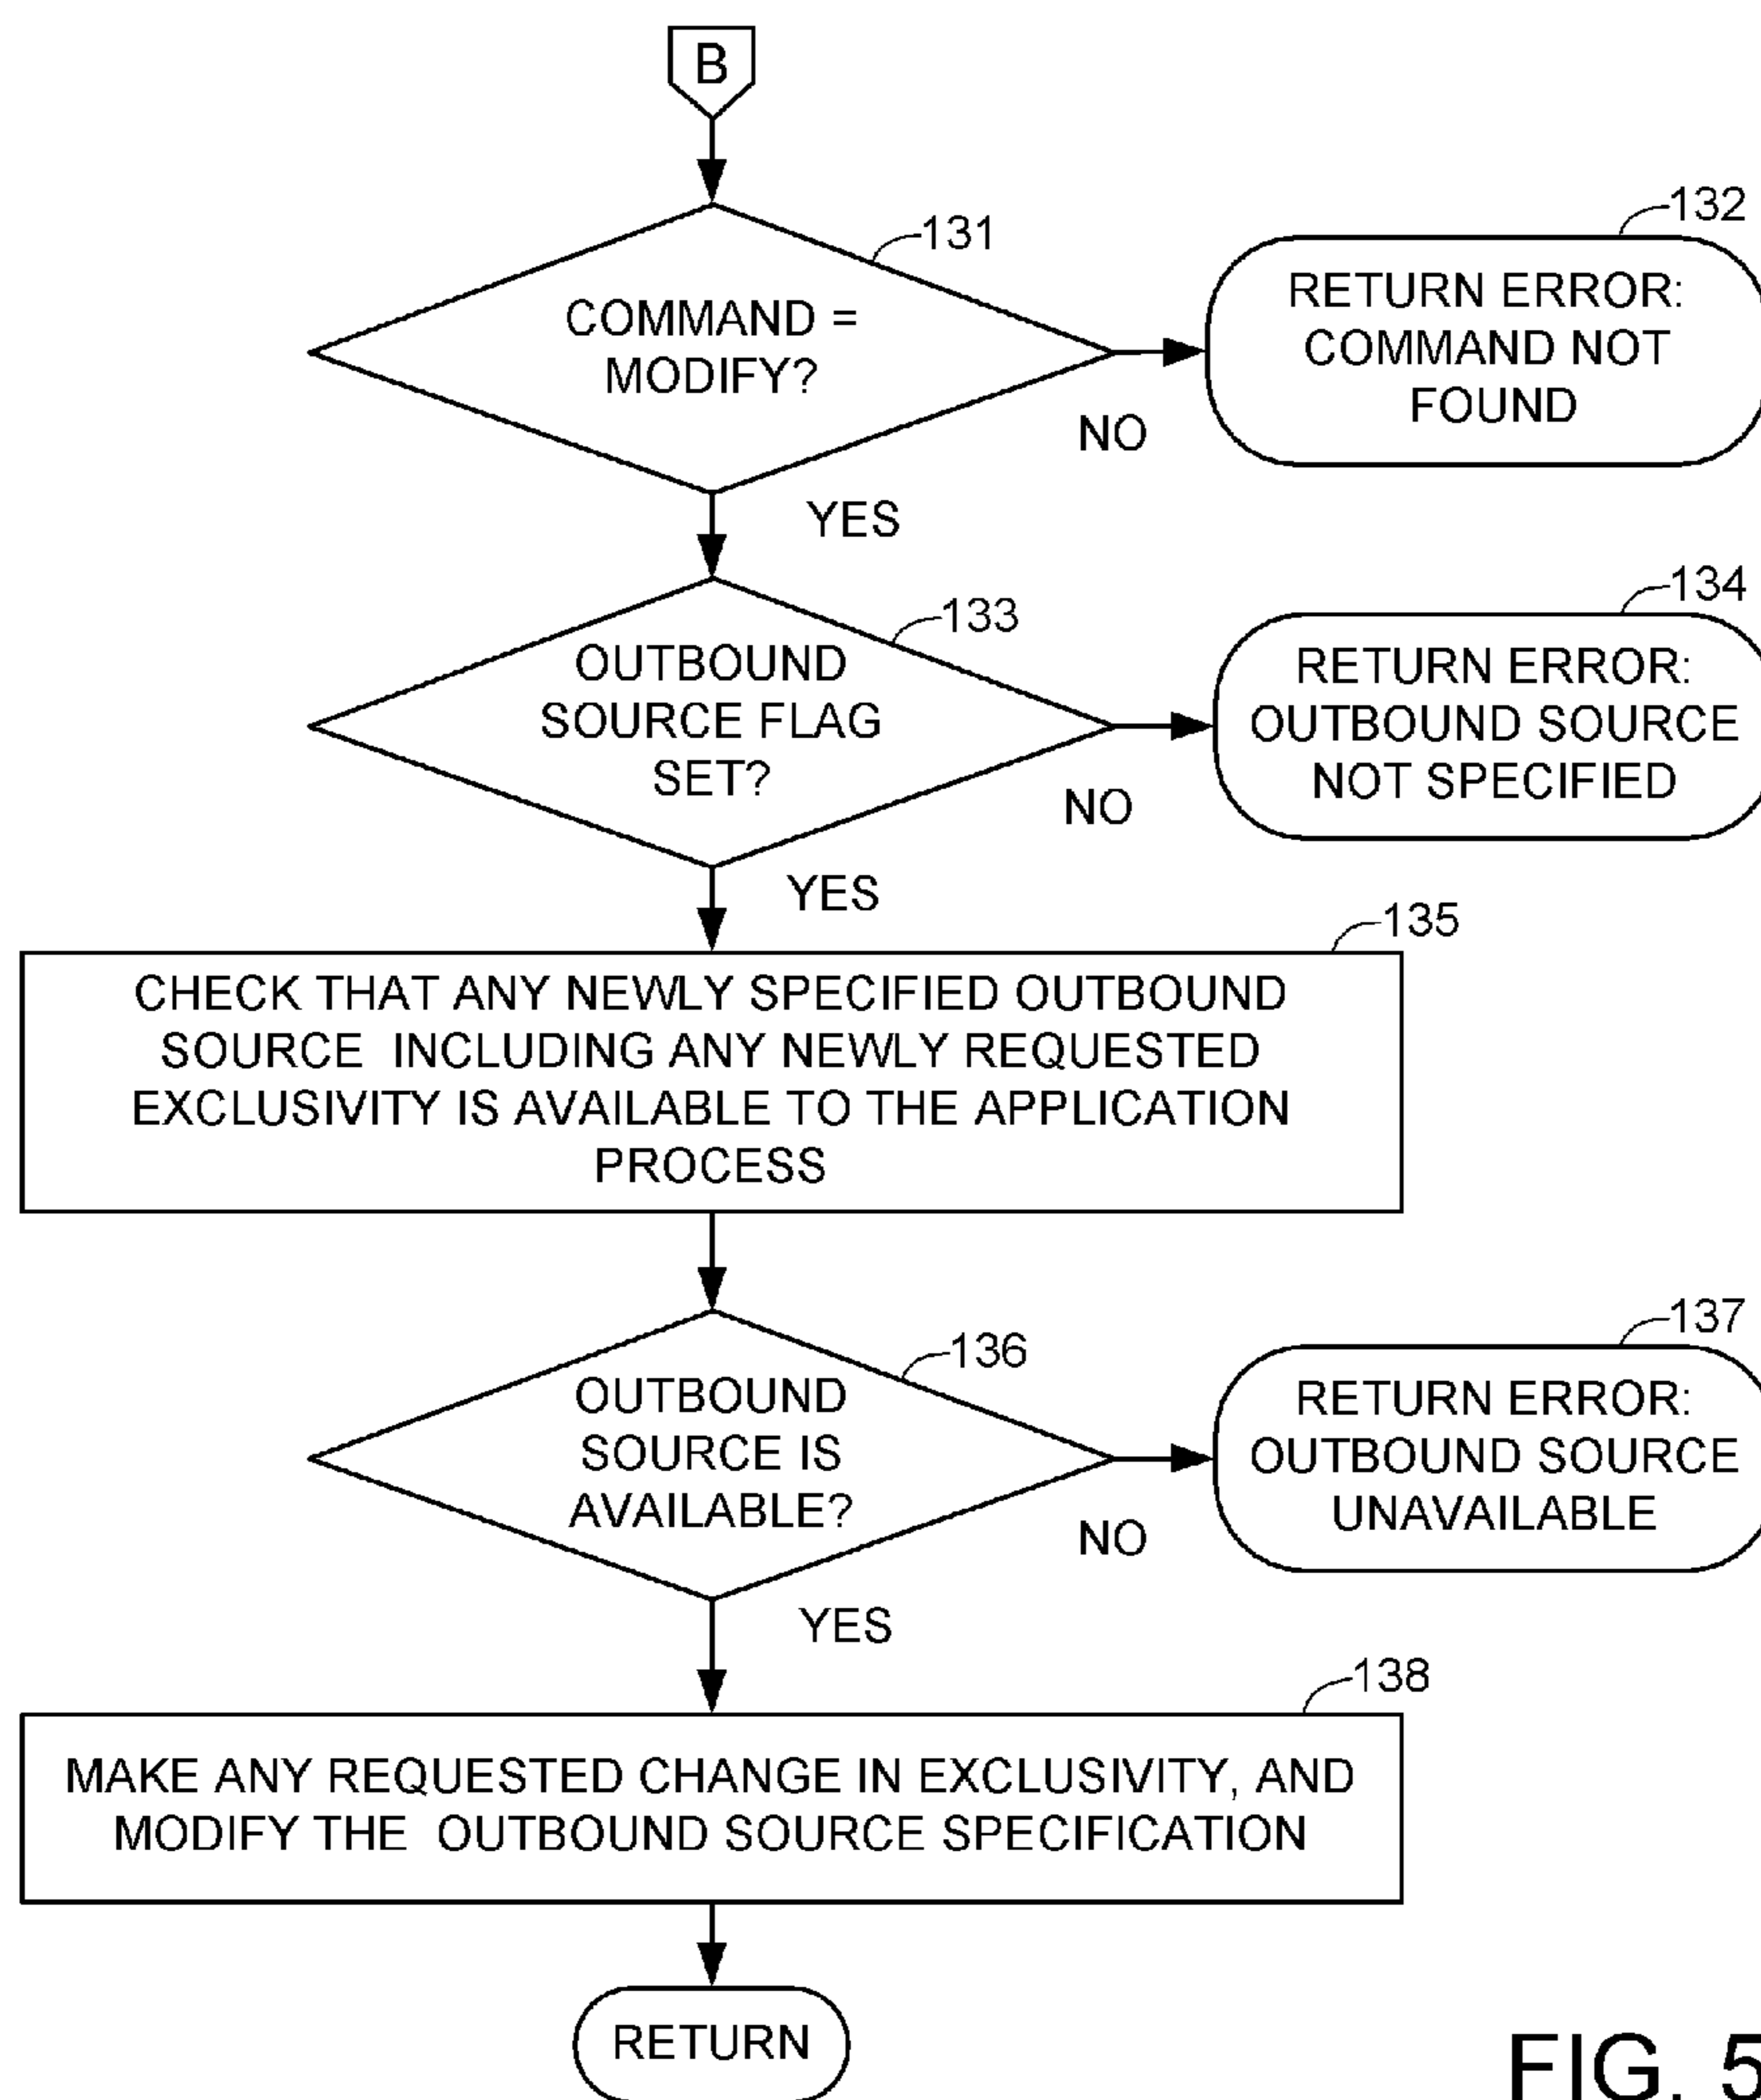 B
131
COMMAND =
MODIFY?
NO
YES
132
RETURN ERROR:
COMMAND NOT
FOUND
133
OUTBOUND
SOURCE FLAG
SET?
NO
YES
134
RETURN ERROR:
OUTBOUND SOURCE
NOT SPECIFIED
135
CHECK THAT ANY NEWLY SPECIFIED OUTBOUND
SOURCE INCLUDING ANY NEWLY REQUESTED
EXCLUSIVITY IS AVAILABLE TO THE APPLICATION
PROCESS
136
OUTBOUND
SOURCE IS
AVAILABLE?
NO
YES
137
RETURN ERROR:
OUTBOUND SOURCE
UNAVAILABLE
138
MAKE ANY REQUESTED CHANGE IN EXCLUSIVITY, AND
MODIFY THE OUTBOUND SOURCE SPECIFICATION
RETURN
FIG. 5